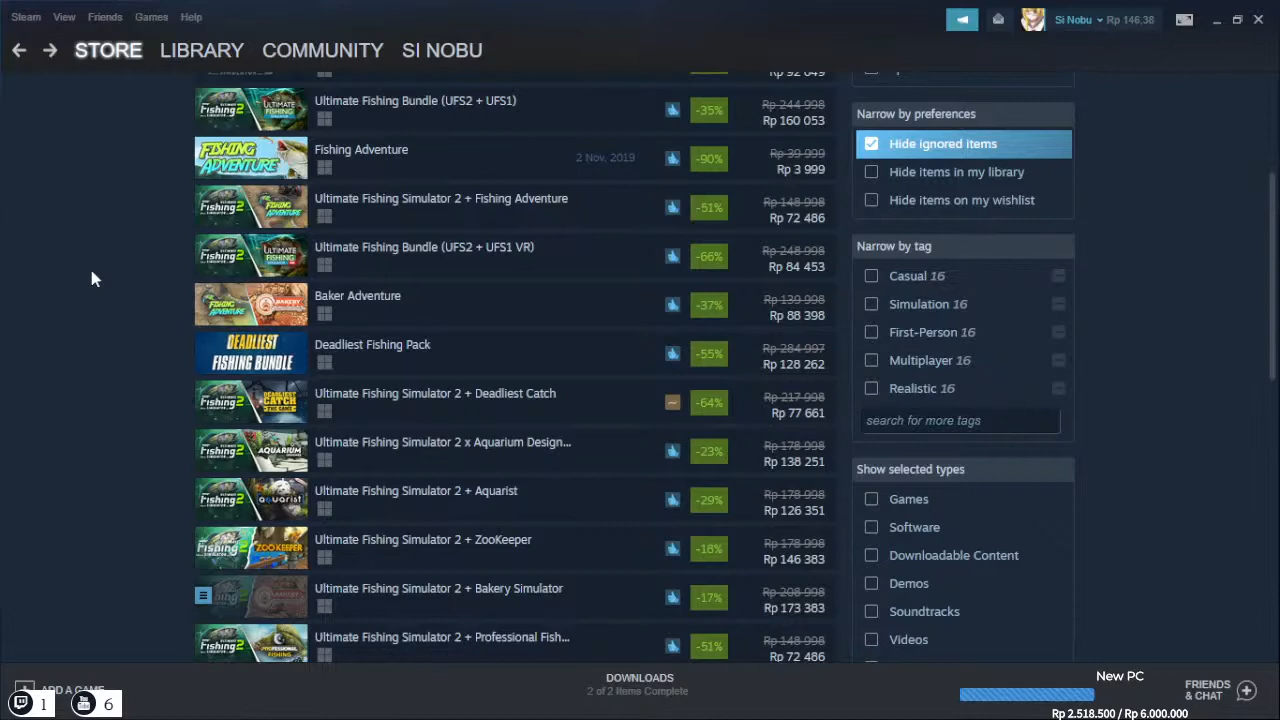 Steam View Friends Games Help
Si Nobu Rp 146,38
STORE LIBRARY COMMUNITY SI NOBU
Rp 92 649
Ultimate Fishing Bundle (UFS2 + UFS1)
-35%
Rp 244 998
Rp 160 053
Fishing Adventure
2 Nov, 2019
-90%
Rp 39 999
Rp 3 999
Ultimate Fishing Simulator 2 + Fishing Adventure
-51%
Rp 148 998
Rp 72 486
Ultimate Fishing Bundle (UFS2 + UFS1 VR)
-66%
Rp 248 998
Rp 84 453
Baker Adventure
-37%
Rp 139 998
Rp 88 398
DEADLIEST
FISHING BUNDLE
Deadliest Fishing Pack
-55%
Rp 284 997
Rp 128 262
Ultimate Fishing Simulator 2 + Deadliest Catch
-64%
Rp 217 998
Rp 77 661
Ultimate Fishing Simulator 2 x Aquarium Design...
-23%
Rp 178 998
Rp 138 251
Ultimate Fishing Simulator 2 + Aquarist
-29%
Rp 178 998
Rp 126 351
Ultimate Fishing Simulator 2 + ZooKeeper
-18%
Rp 178 998
Rp 146 383
Ultimate Fishing Simulator 2 + Bakery Simulator
-17%
Rp 208 998
Rp 173 383
Ultimate Fishing Simulator 2 + Professional Fish...
-51%
Rp 148 998
Rp 72 486
Narrow by preferences
Hide ignored items
Hide items in my library
Hide items on my wishlist
Narrow by tag
Casual 16
Simulation 16
First-Person 16
Multiplayer 16
Realistic 16
search for more tags
Show selected types
Games
Software
Downloadable Content
Demos
Soundtracks
Videos
ADD A GAME
1 6
DOWNLOADS
2 of 2 Items Complete
New PC
Rp 2.518.500 / Rp 6.000.000
FRIENDS
& CHAT